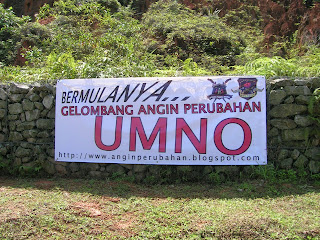 BERMULANYA...
GELOMBANG ANGIN PERUBAHAN
UMNO
http://www.anginperubahan.blogspot.com/